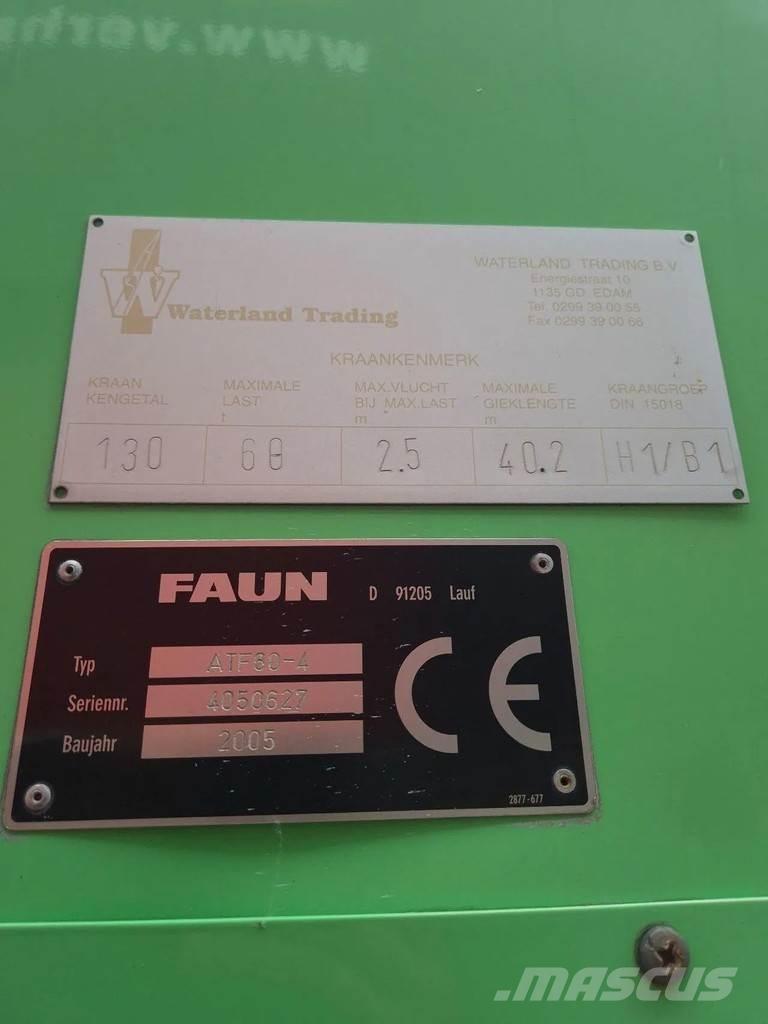 www.verh
WATERLAND TRADING B.V.
Energiestraat 10
1135 GD EDAM
Tel. 0299 39 00 55
Fax 0299 39 00 66
W
Waterland Trading
KRAANKENMERK
KRAAN KENGETAL
MAXIMALE LAST t
MAX.VLUCHT BIJ MAX.LAST m
MAXIMALE GIEKLENGTE m
KRAANGROEP DIN 15018
130 60 2.5 40.2 H1/B1
FAUN D 91205 Lauf
Typ ATF60-4
Seriennr. 4050627
Baujahr 2005
CE
2877-677
MASCUS